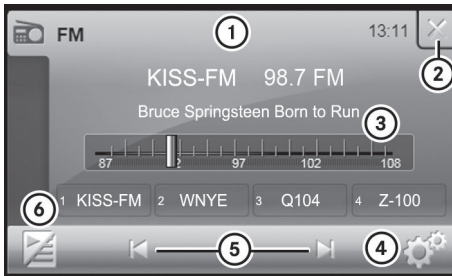 FM 1 13:11
2
KISS-FM 98.7 FM
Bruce Springsteen Born to Run
3
87 92 97 102 108
1 KISS-FM 2 WNYE 3 Q104 4 Z-100
6
5 4